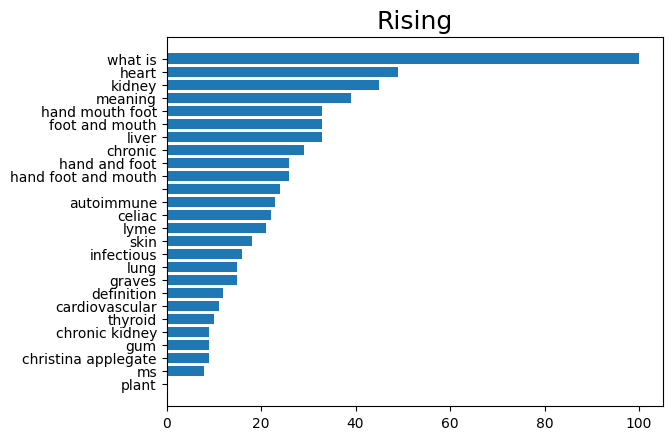 Rising
what is
heart
kidney
meaning
hand mouth foot
foot and mouth
liver
chronic
hand and foot
hand foot and mouth
autoimmune
celiac
lyme
skin
infectious
lung
graves
definition
cardiovascular
thyroid
chronic kidney
gum
christina applegate
ms
plant
0 20 40 60 80 100